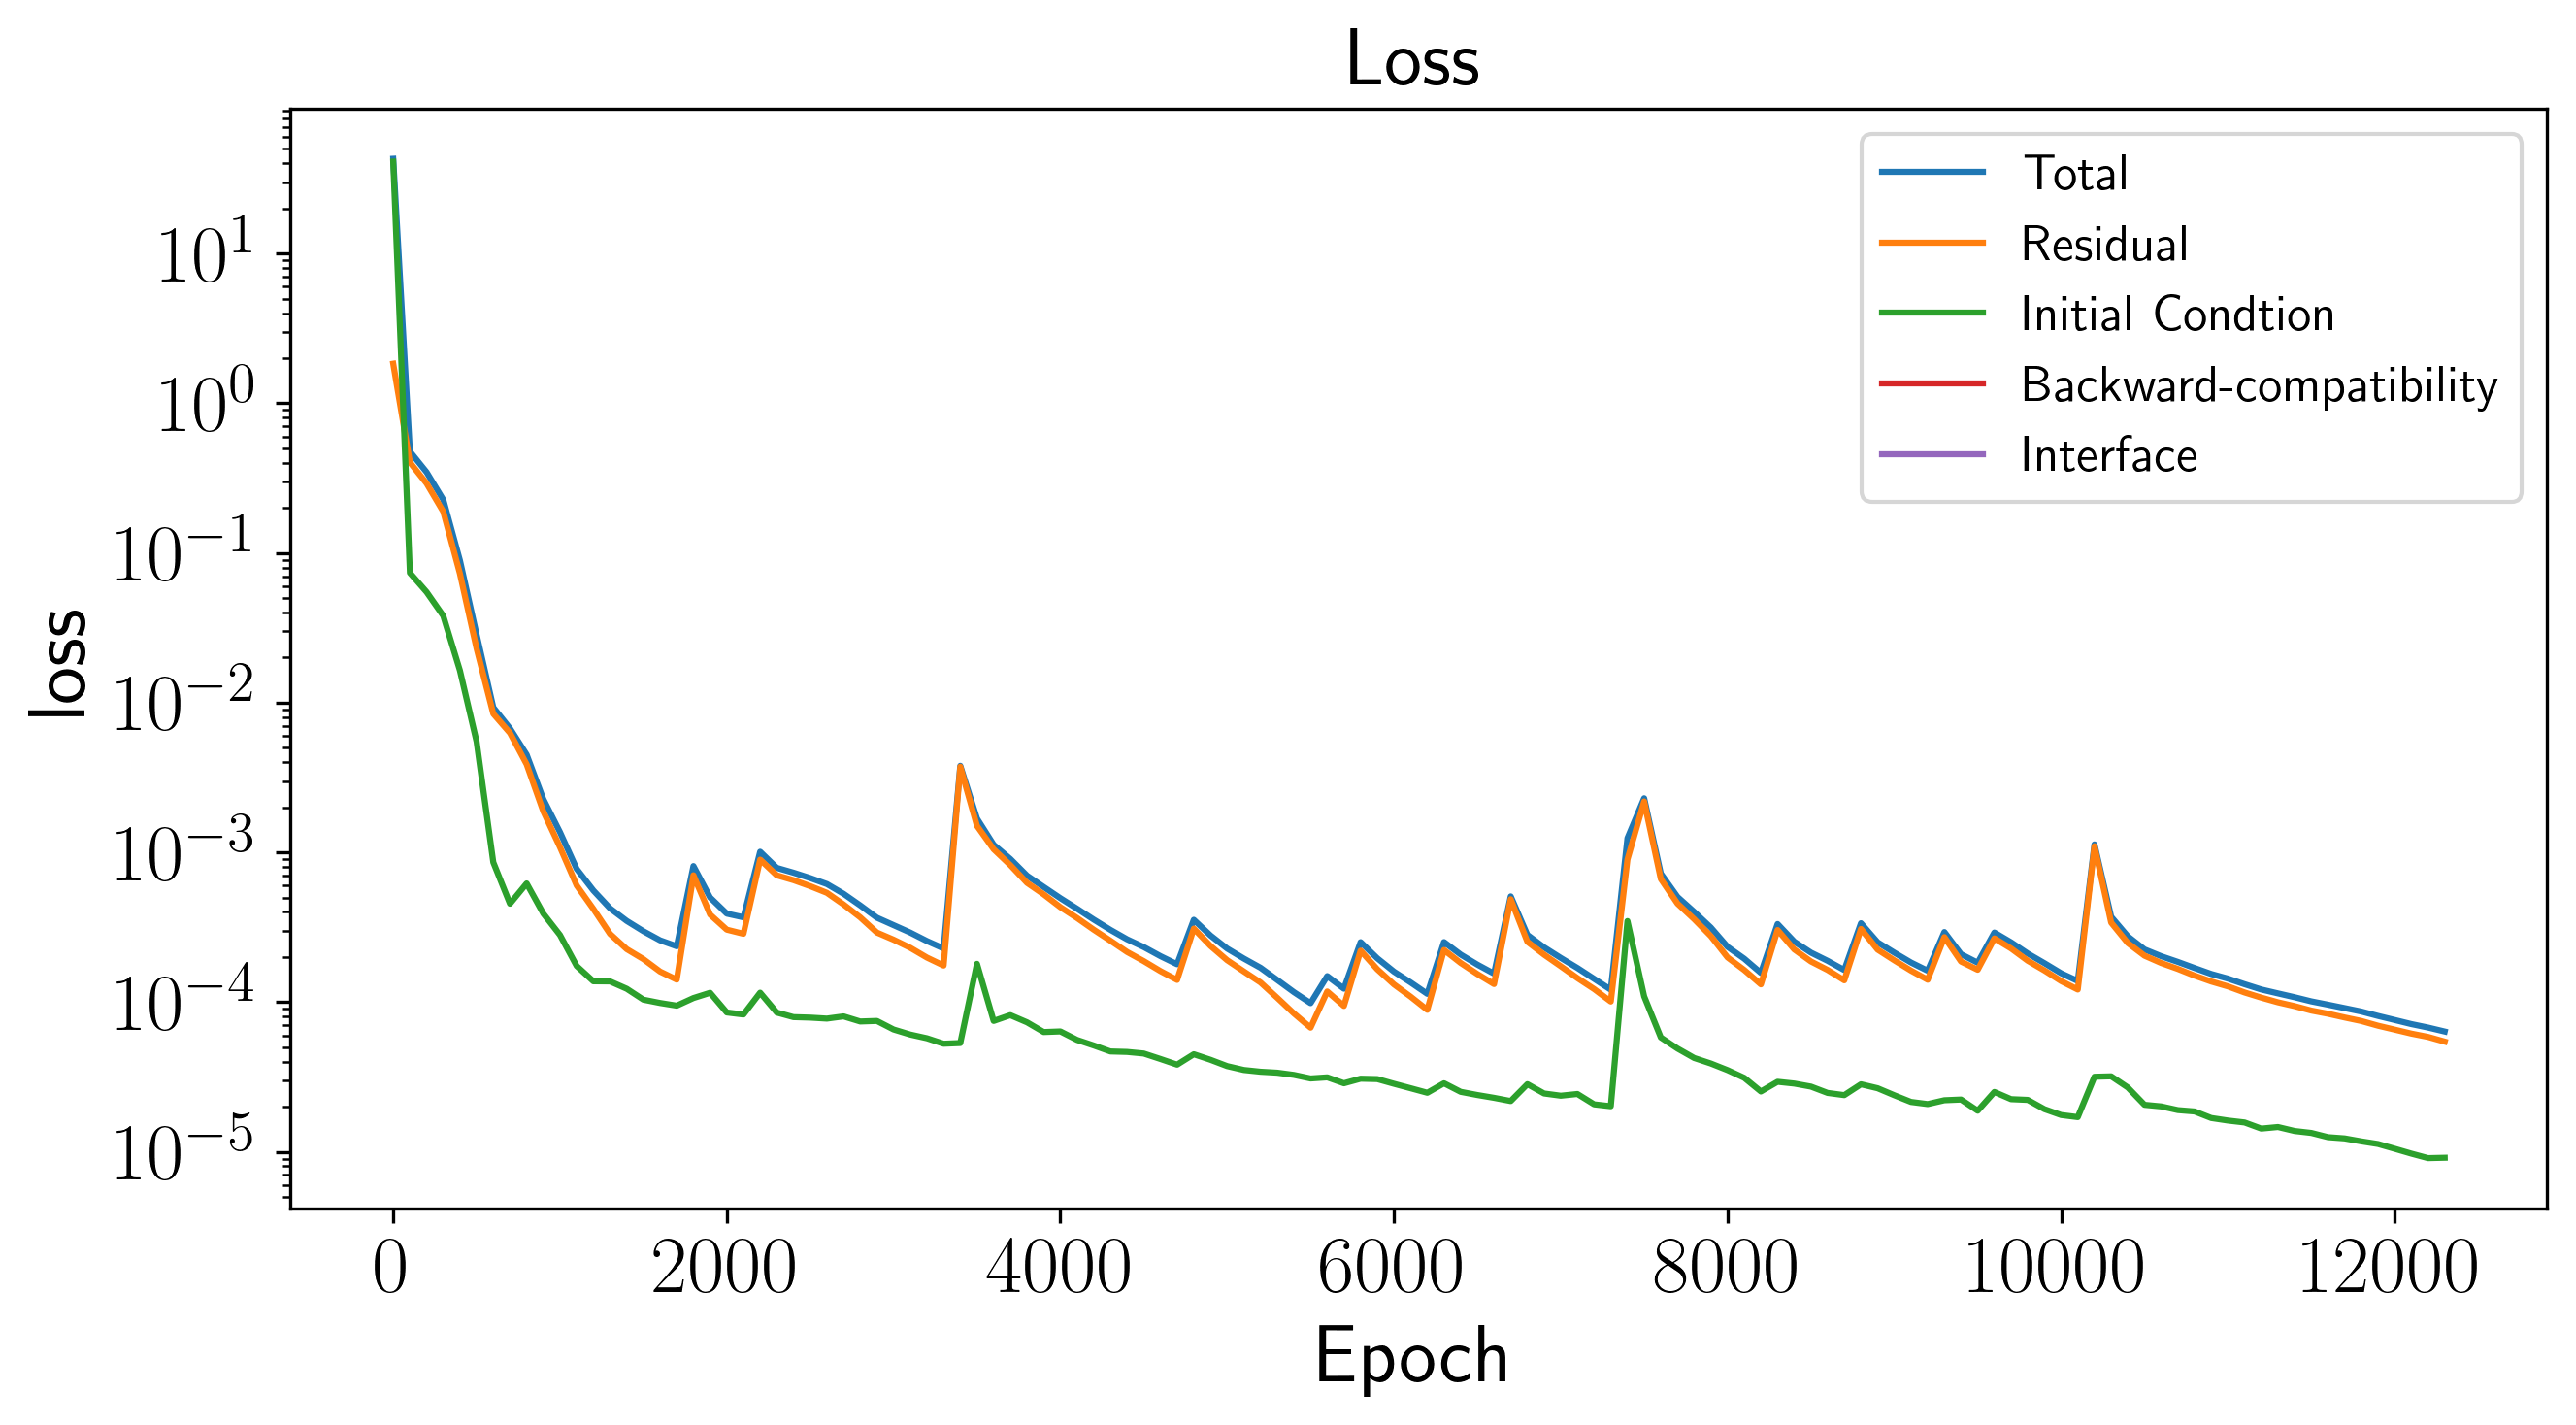 Loss
Total
Residual
Initial Condtion
Backward-compatibility
Interface
10^1
10^0
10^−1
10^−2
10^−3
10^−4
10^−5
loss
0 2000 4000 6000 8000 10000 12000
Epoch